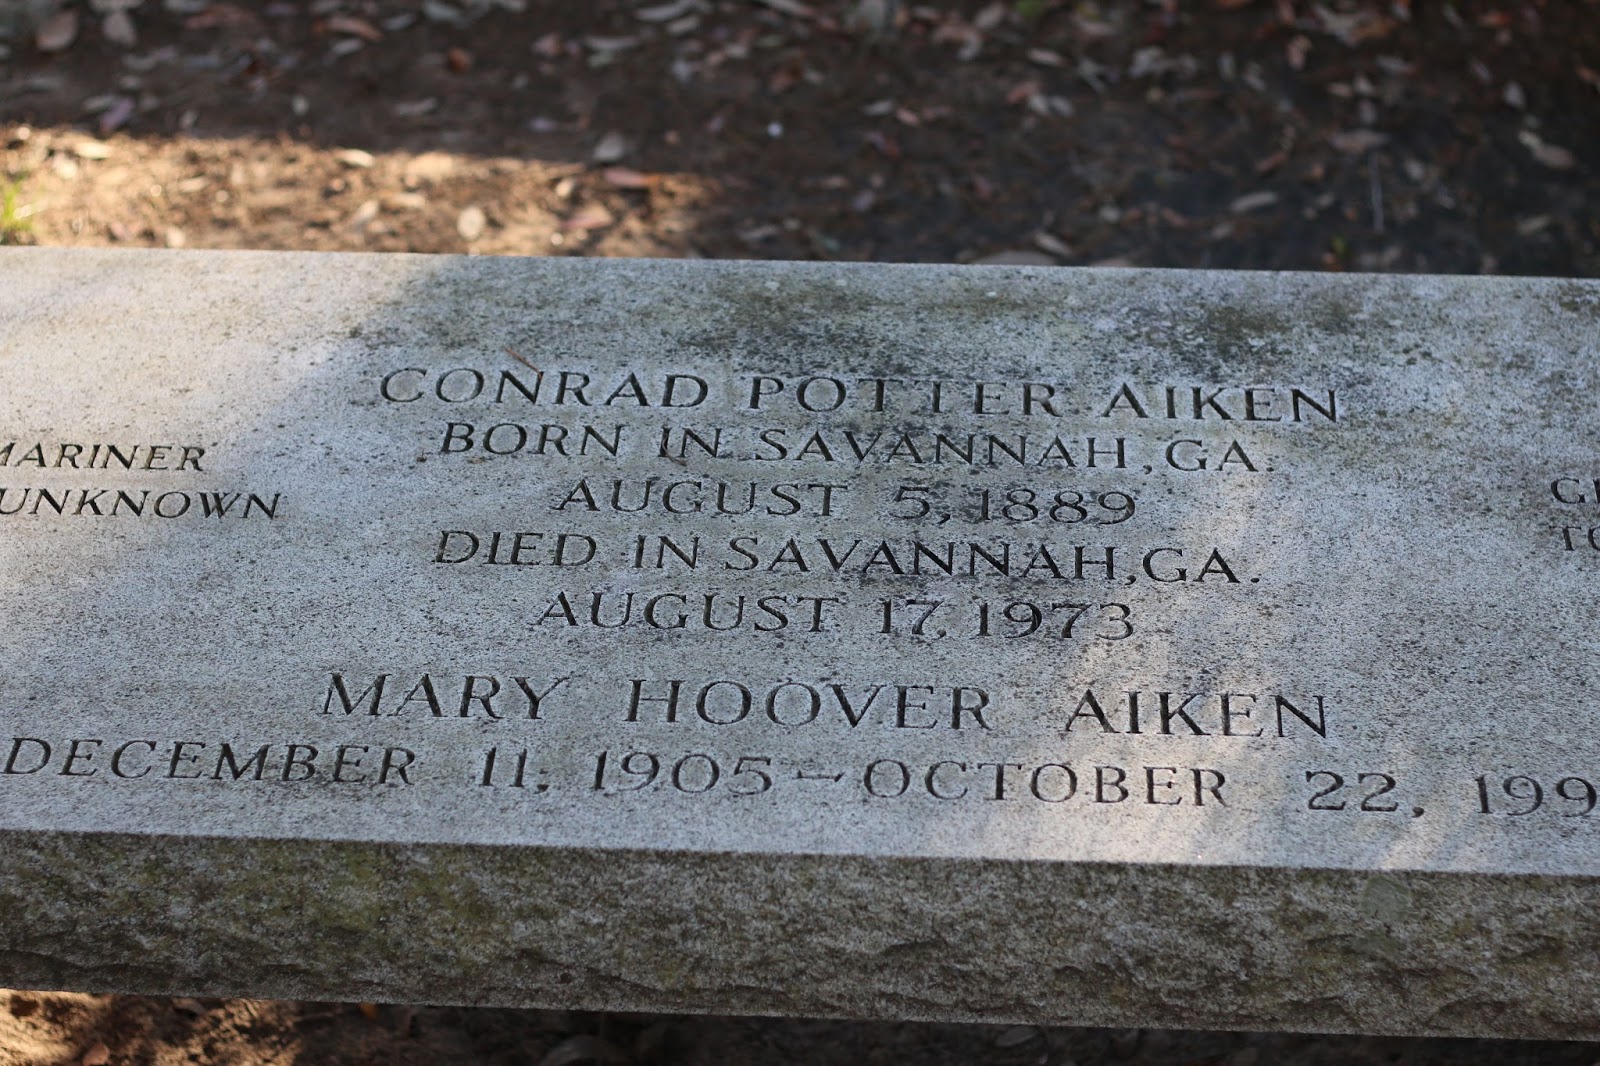 MARINER
UNKNOWN
CONRAD POTTER AIKEN
BORN IN SAVANNAH, GA.
AUGUST 5, 1889
DIED IN SAVANNAH, GA.
AUGUST 17, 1973
MARY HOOVER AIKEN
DECEMBER 11, 1905 – OCTOBER 22,